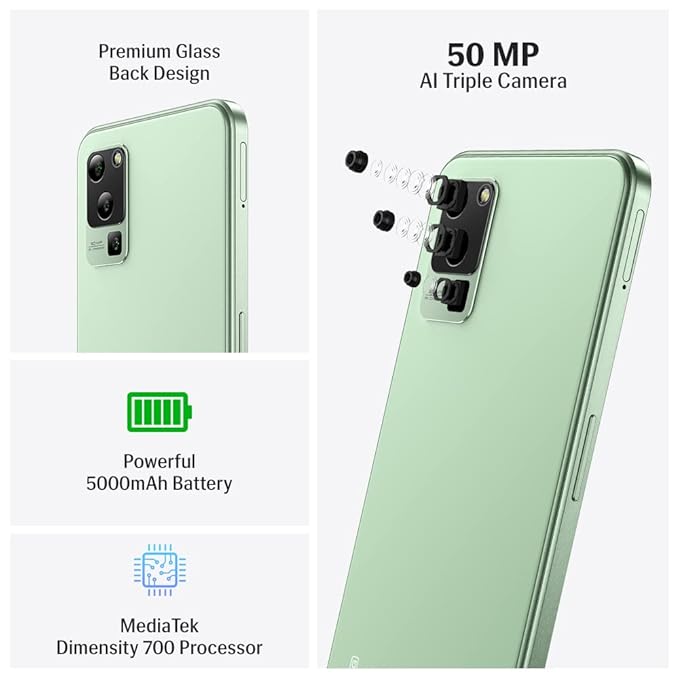 Premium Glass
Back Design
50 MP
AI Triple Camera
Powerful
5000mAh Battery
MediaTek
Dimensity 700 Processor